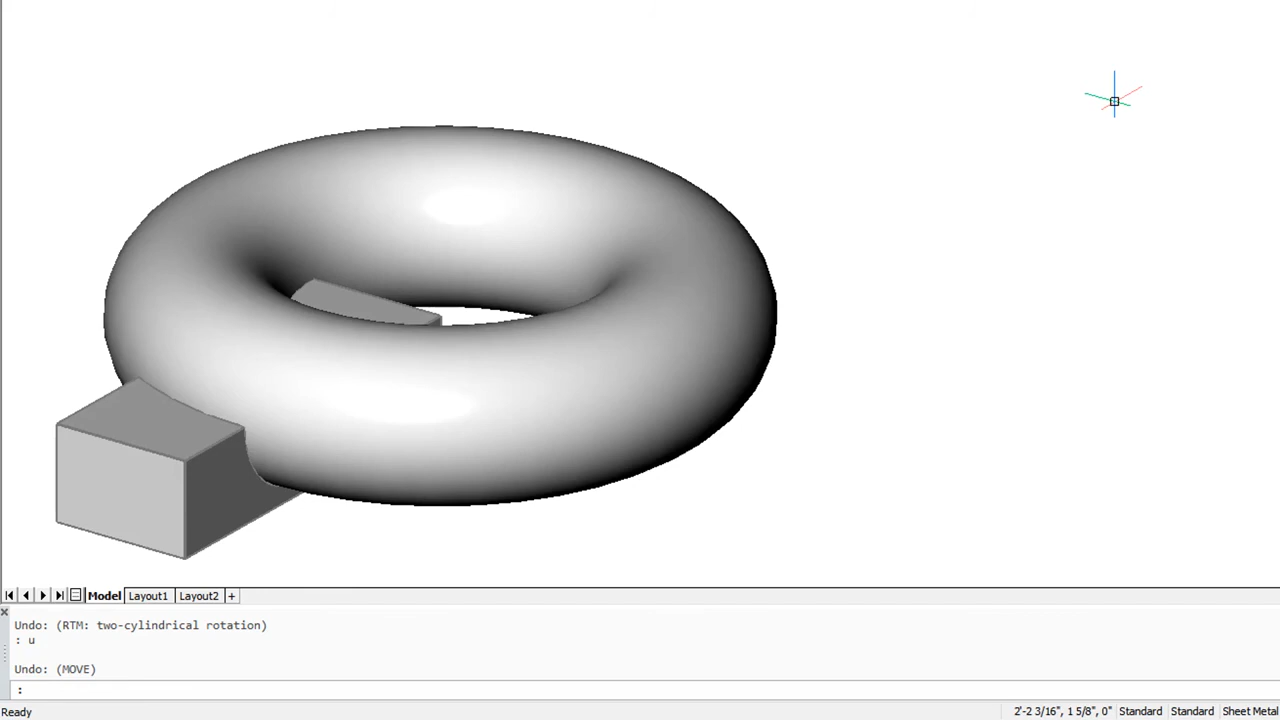 Model Layout1 Layout2 +
Undo: (RTM: two-cylindrical rotation)
: u
Undo: (MOVE)
:
Ready 2'-2 3/16", 1 5/8", 0" Standard Standard Sheet Metal